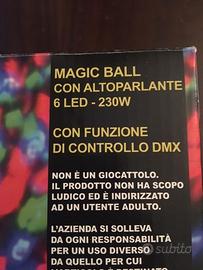 MAGIC BALL
CON ALTOPARLANTE
6 LED - 230W
CON FUNZIONE
DI CONTROLLO DMX
NON È UN GIOCATTOLO.
IL PRODOTTO NON HA SCOPO
LUDICO ED È INDIRIZZATO
AD UN UTENTE ADULTO.
L'AZIENDA SI SOLLEVA
DA OGNI RESPONSABILITÀ
PER UN USO DIVERSO
DA QUELLO PER CUI
subito